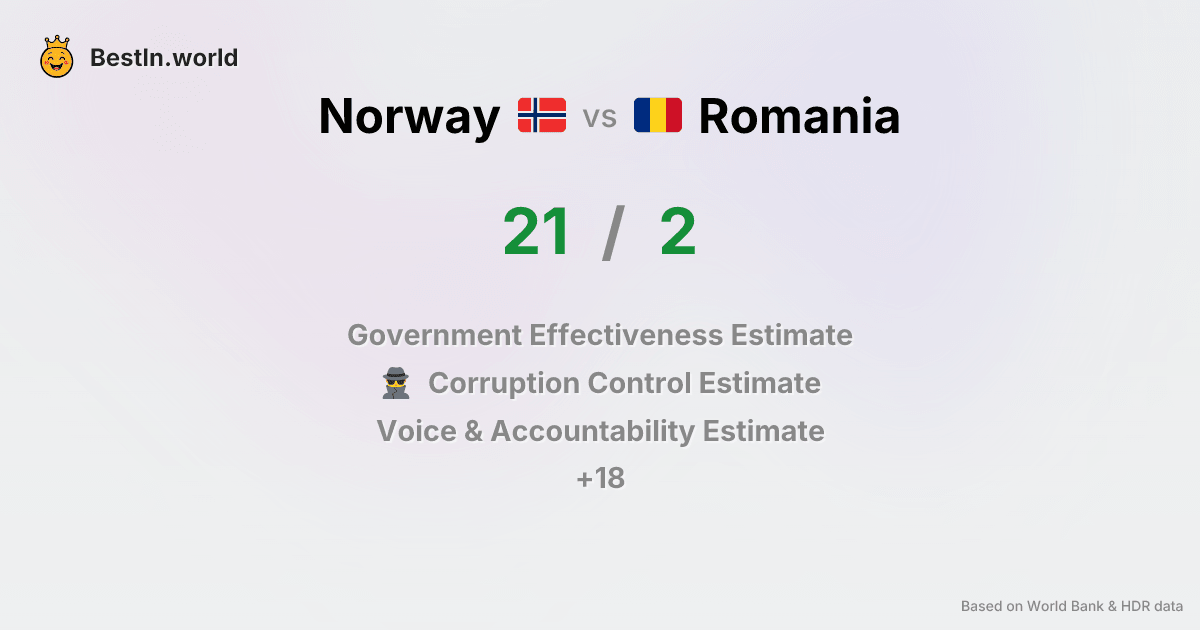 BestIn.world
Norway vs Romania
21 / 2
Government Effectiveness Estimate
Corruption Control Estimate
Voice & Accountability Estimate
+18
Based on World Bank & HDR data